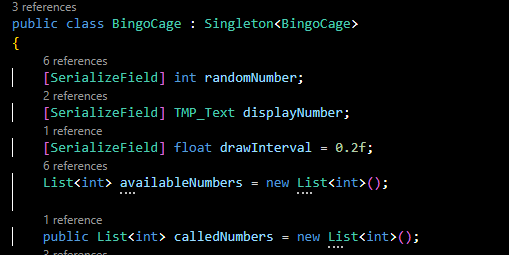 3 references
public class BingoCage : Singleton<BingoCage>
{
6 references
[SerializeField] int randomNumber;
2 references
[SerializeField] TMP_Text displayNumber;
1 reference
[SerializeField] float drawInterval = 0.2f;
6 references
List<int> availableNumbers = new List<int>();
1 reference
public List<int> calledNumbers = new List<int>();
3 references